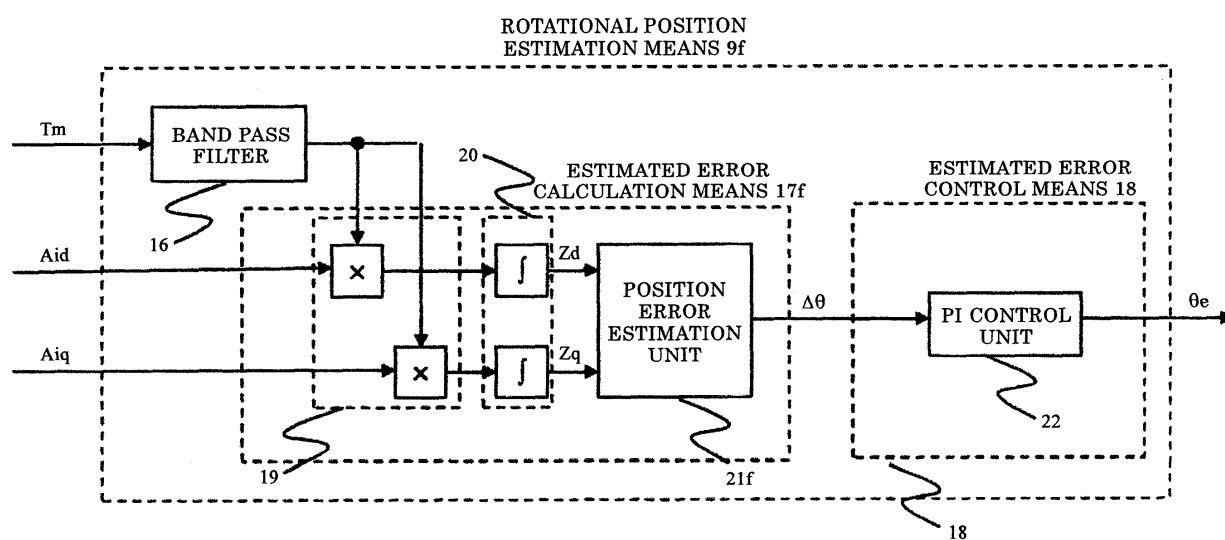 ROTATIONAL POSITION
ESTIMATION MEANS 9f
Tm
BAND PASS
FILTER
16
20
ESTIMATED ERROR
CALCULATION MEANS 17f
ESTIMATED ERROR
CONTROL MEANS 18
Aid
×
∫
Zd
POSITION
ERROR
ESTIMATION
UNIT
Δθ
PI CONTROL
UNIT
θe
Aiq
×
∫
Zq
19
21f
22
18